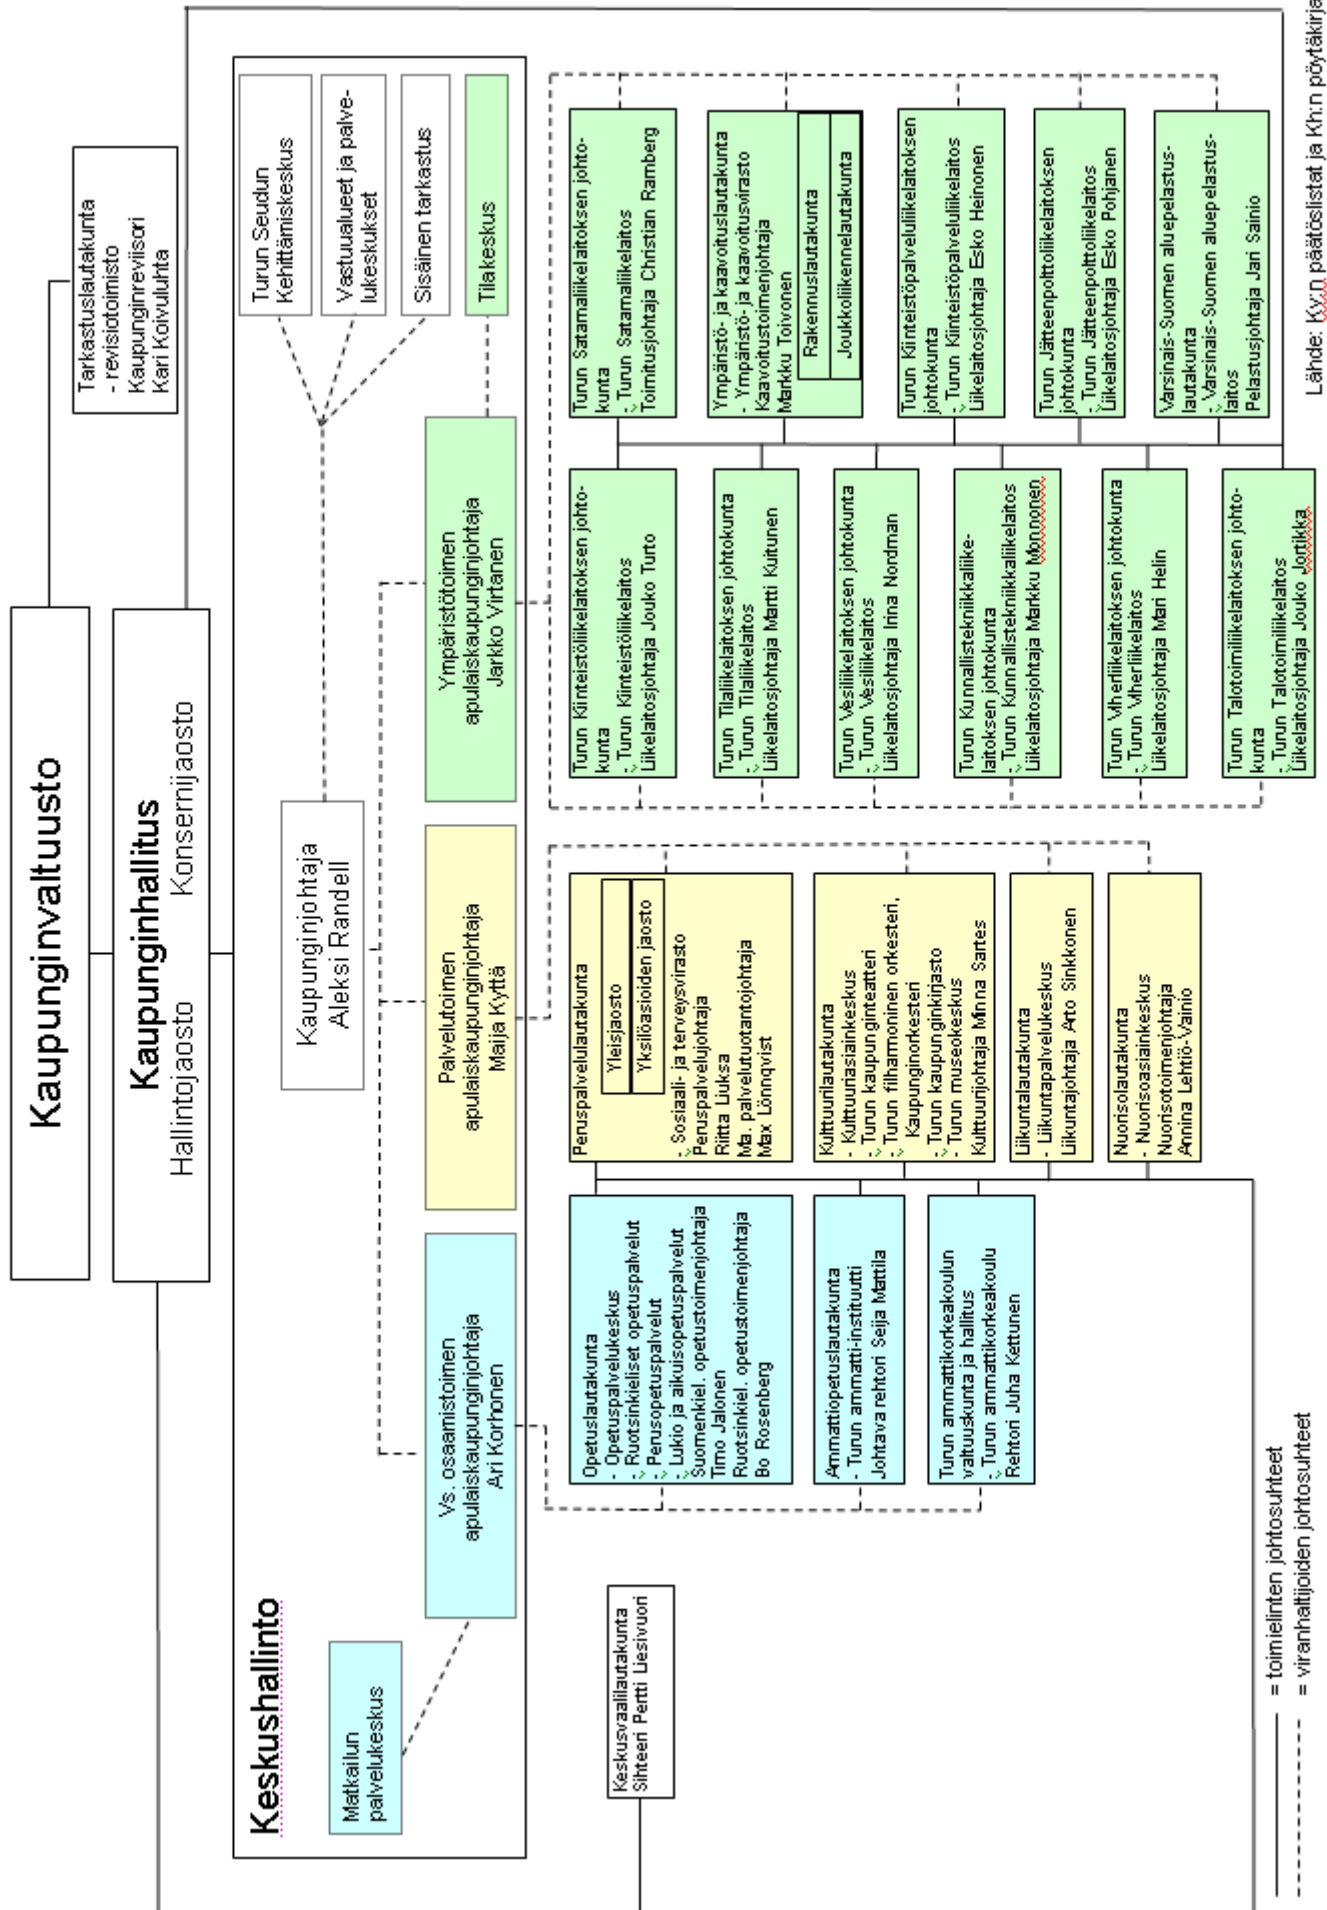 Kaupunginvaltuusto
Tarkastuslautakunta
- revisiotoimisto
Kaupunginreviisori
Kari Koivuluhta
Kaupunginhallitus
Hallintojaosto
Konsernijaosto
Keskushallinto
Kaupunginjohtaja
Aleksi Randell
Turun Seudun
Kehittämiskeskus
Vastuualueet ja palve-
lukeskukset
Sisäinen tarkastus
Tilakeskus
Matkailun
palvelukeskus
Vs. osaamistoimen
apulaiskaupunginjohtaja
Ari Korhonen
Palvelutoimen
apulaiskaupunginjohtaja
Maija Kyttä
Ympäristötoimen
apulaiskaupunginjohtaja
Jarkko Virtanen
Keskusvaalilautakunta
Sihteeri Pertti Liesivuori
Opetuslautakunta
- Opetuspalvelukeskus
- Ruotsinkieliset opetuspalvelut
- Perusopetuspalvelut
- Lukio ja aikuisopetuspalvelut
Suomenkiel. opetustoimenjohtaja
Timo Jalonen
Ruotsinkiel. opetustoimenjohtaja
Bo Rosenberg
Ammattiopetuslautakunta
- Turun ammatti-instituutti
Johtava rehtori Seija Mattila
Turun ammattikorkeakoulun
valtuuskunta ja hallitus
- Turun ammattikorkeakoulu
Rehtori Juha Kettunen
Peruspalvelulautakunta
Yleisjaosto
Yksilöasioiden jaosto
- Sosiaali- ja terveysvirasto
Peruspalvelujohtaja
Riitta Liuksa
Ma. palvelutuotantojohtaja
Max Lönnqvist
Kulttuurilautakunta
- Kulttuuriasiainkeskus
- Turun kaupunginteatteri
- Turun filharmoninen orkesteri,
Kaupunginorkesteri
- Turun kaupunginkirjasto
- Turun museokeskus
Kulttuurijohtaja Minna Sartes
Liikuntalautakunta
- Liikuntapalvelukeskus
Liikuntajohtaja Arto Sinkkonen
Nuorisolautakunta
- Nuorisoasiainkeskus
Nuorisotoimenjohtaja
Annina Lehtiö-Vainio
Turun Kiinteistöliikelaitoksen johto-
kunta
- Turun Kiinteistöliikelaitos
Liikelaitosjohtaja Jouko Turto
Turun Tilaliikelaitoksen johtokunta
- Turun Tilaliikelaitos
Liikelaitosjohtaja Martti Kuitunen
Turun Vesiliikelaitoksen johtokunta
- Turun Vesiliikelaitos
Liikelaitosjohtaja Irina Nordman
Turun Kunnallistekniikkaliike-
laitoksen johtokunta
- Turun Kunnallistekniikkaliikelaitos
Liikelaitosjohtaja Markku Mononen
Turun Viherliikelaitoksen johtokunta
- Turun Viherliikelaitos
Liikelaitosjohtaja Mari Helin
Turun Talotoimiliikelaitoksen johto-
kunta
- Turun Talotoimiliikelaitos
Liikelaitosjohtaja Jouko Jortikka
Turun Satamaliikelaitoksen johto-
kunta
- Turun Satamaliikelaitos
Toimitusjohtaja Christian Ramberg
Ympäristö- ja kaavoituslautakunta
- Ympäristö- ja kaavoitusvirasto
Kaavoitustoimenjohtaja
Markku Toivonen
Rakennuslautakunta
Joukkoliikennelautakunta
Turun Kiinteistöpalveluliikelaitoksen
johtokunta
- Turun Kiinteistöpalveluliikelaitos
Liikelaitosjohtaja Esko Heinonen
Turun Jätteenpolttoliikelaitoksen
johtokunta
- Turun Jätteenpolttoliikelaitos
Liikelaitosjohtaja Esko Pohjanen
Varsinais-Suomen aluepelastus-
lautakunta
- Varsinais-Suomen aluepelastus-
laitos
Pelastusjohtaja Jari Sainio
= toimielinten johtosuhteet
= viranhaltijoiden johtosuhteet
Lähde: Kv:n päätöslistat ja Kh:n pöytäkirja